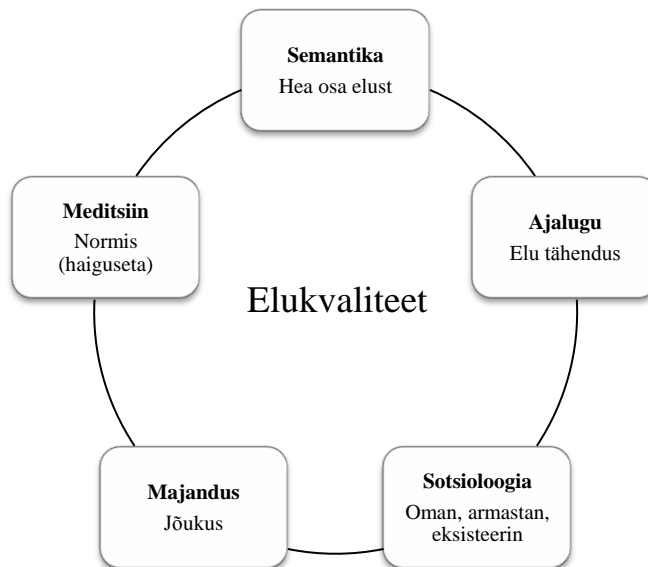 Semantika
Hea osa elust
Meditsiin
Normis
(haiguseta)
Ajalugu
Elu tähendus
Elukvaliteet
Majandus
Jõukus
Sotsioloogia
Oman, armastan,
eksisteerin